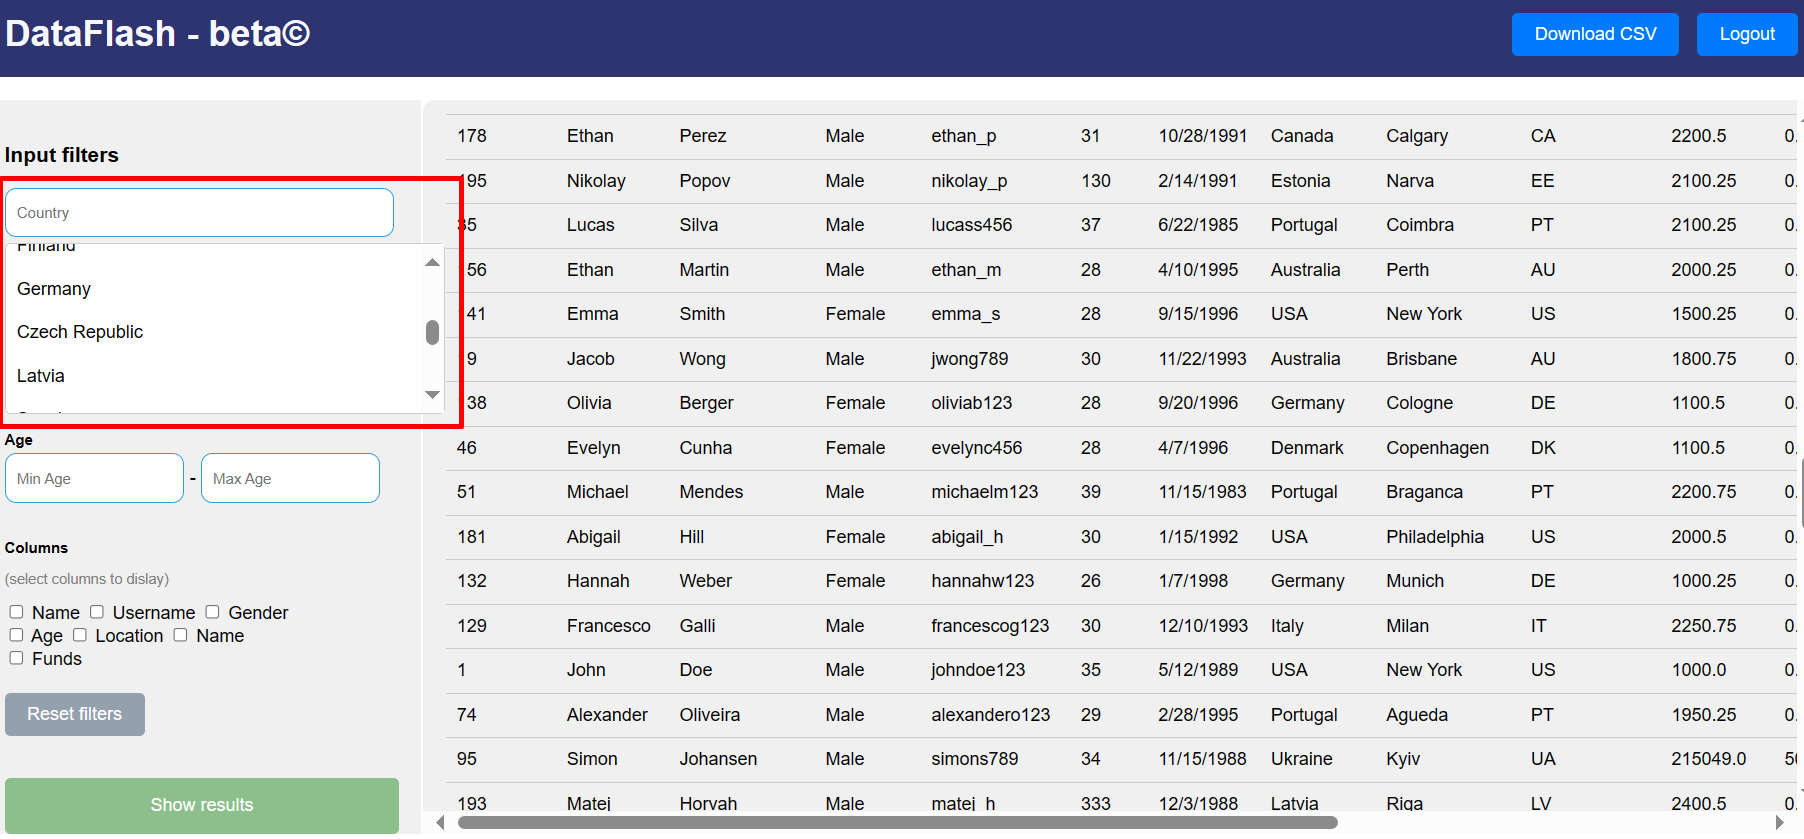 DataFlash - beta©
Download CSV
Logout
Input filters
Country
Finland
Germany
Czech Republic
Latvia
Age
Min Age - Max Age
Columns
(select columns to dislay)
Name Username Gender
Age Location Name
Funds
Reset filters
Show results
178 Ethan Perez Male ethan_p 31 10/28/1991 Canada Calgary CA 2200.5 0.
195 Nikolay Popov Male nikolay_p 130 2/14/1991 Estonia Narva EE 2100.25 0.
35 Lucas Silva Male lucass456 37 6/22/1985 Portugal Coimbra PT 2100.25 0.
56 Ethan Martin Male ethan_m 28 4/10/1995 Australia Perth AU 2000.25 0.
41 Emma Smith Female emma_s 28 9/15/1996 USA New York US 1500.25 0.
9 Jacob Wong Male jwong789 30 11/22/1993 Australia Brisbane AU 1800.75 0.
38 Olivia Berger Female oliviab123 28 9/20/1996 Germany Cologne DE 1100.5 0.
46 Evelyn Cunha Female evelync456 28 4/7/1996 Denmark Copenhagen DK 1100.5 0.
51 Michael Mendes Male michaelm123 39 11/15/1983 Portugal Braganca PT 2200.75 0.
181 Abigail Hill Female abigail_h 30 1/15/1992 USA Philadelphia US 2000.5 0.
132 Hannah Weber Female hannahw123 26 1/7/1998 Germany Munich DE 1000.25 0.
129 Francesco Galli Male francescog123 30 12/10/1993 Italy Milan IT 2250.75 0.
1 John Doe Male johndoe123 35 5/12/1989 USA New York US 1000.0 0.
74 Alexander Oliveira Male alexandero123 29 2/28/1995 Portugal Agueda PT 1950.25 0.
95 Simon Johansen Male simons789 34 11/15/1988 Ukraine Kyiv UA 215049.0 50
193 Matej Horvah Male matej_h 333 12/3/1988 Latvia Riga LV 2400.5 0.